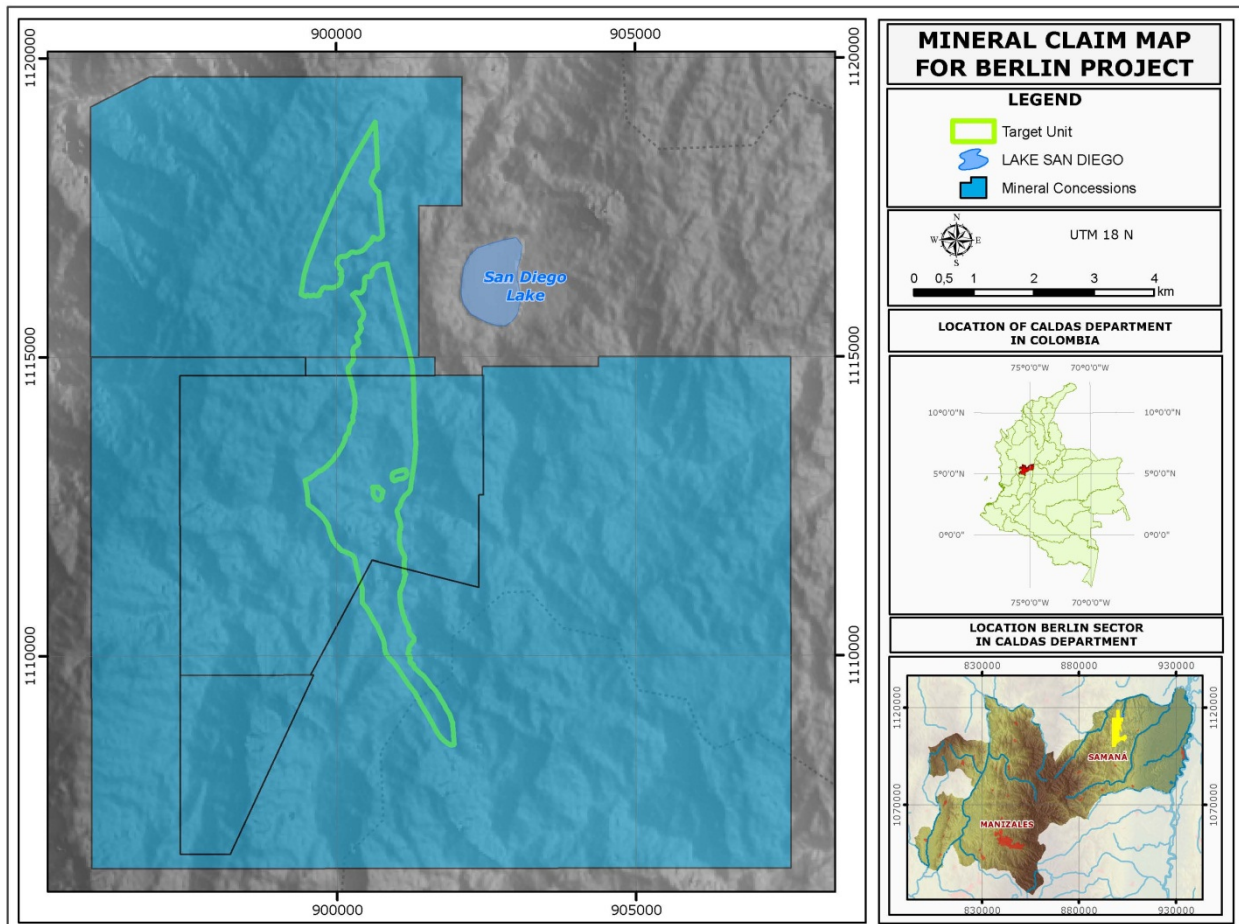 900000
905000
1120000
1120000
San Diego
Lake
1115000
1115000
1110000
1110000
900000
905000
MINERAL CLAIM MAP
FOR BERLIN PROJECT
LEGEND
Target Unit
LAKE SAN DIEGO
Mineral Concessions
N
W
E
S
UTM 18 N
0 0,5 1 2 3 4
km
LOCATION OF CALDAS DEPARTMENT
IN COLOMBIA
75°0'0"W 70°0'0"W
10°0'0"N
10°0'0"N
5°0'0"N
5°0'0"N
0°0'0"
0°0'0"
75°0'0"W 70°0'0"W
LOCATION BERLIN SECTOR
IN CALDAS DEPARTMENT
830000 880000 930000
1120000
1120000
SAMANÁ
1070000
1070000
MANIZALES
830000 880000 930000